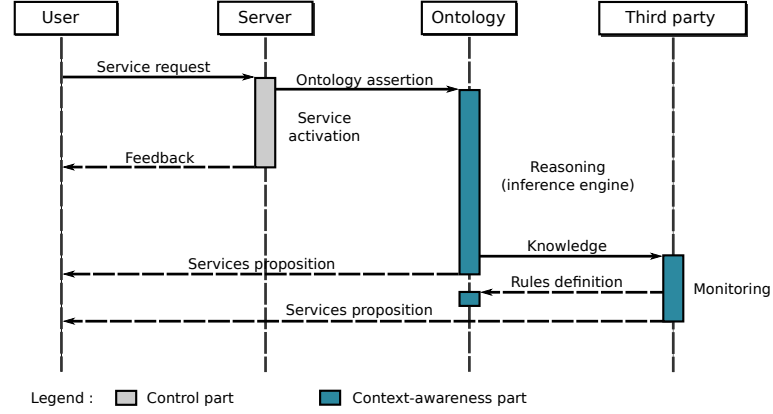 User
Server
Ontology
Third party
Service request
Ontology assertion
Service
activation
Feedback
Reasoning
(inference engine)
Knowledge
Services proposition
Rules definition
Monitoring
Services proposition
Legend :
Control part
Context-awareness part